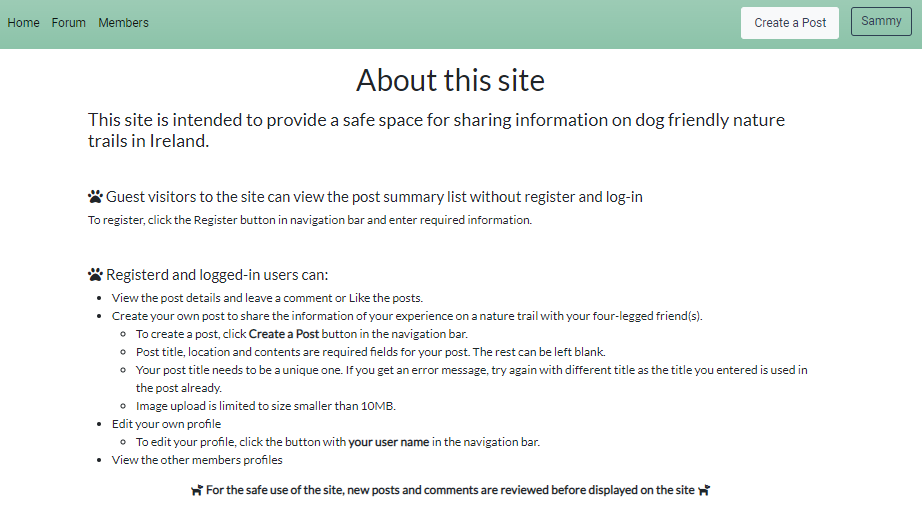 Home Forum Members Create a Post Sammy
About this site
This site is intended to provide a safe space for sharing information on dog friendly nature
trails in Ireland.
Guest visitors to the site can view the post summary list without register and log-in
To register, click the Register button in navigation bar and enter required information.
Registerd and logged-in users can:
View the post details and leave a comment or Like the posts.
Create your own post to share the information of your experience on a nature trail with your four-legged friend(s).
To create a post, click Create a Post button in the navigation bar.
Post title, location and contents are required fields for your post. The rest can be left blank.
Your post title needs to be a unique one. If you get an error message, try again with different title as the title you entered is used in
the post already.
Image upload is limited to size smaller than 10MB.
Edit your own profile
To edit your profile, click the button with your user name in the navigation bar.
View the other members profiles
For the safe use of the site, new posts and comments are reviewed before displayed on the site